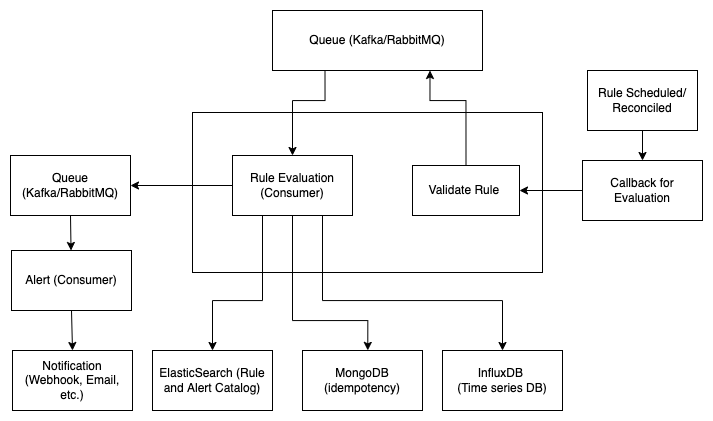 Queue (Kafka/RabbitMQ)
Rule Scheduled/
Reconciled
Queue
(Kafka/RabbitMQ)
Rule Evaluation
(Consumer)
Validate Rule
Callback for
Evaluation
Alert (Consumer)
Notification
(Webhook, Email,
etc.)
ElasticSearch (Rule
and Alert Catalog)
MongoDB
(idempotency)
InfluxDB
(Time series DB)